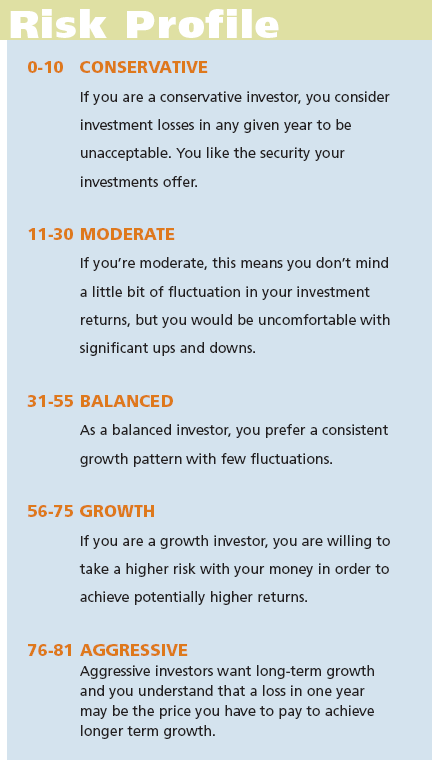 Risk Profile
0-10 CONSERVATIVE
If you are a conservative investor, you consider
investment losses in any given year to be
unacceptable. You like the security your
investments offer.
11-30 MODERATE
If you’re moderate, this means you don’t mind
a little bit of fluctuation in your investment
returns, but you would be uncomfortable with
significant ups and downs.
31-55 BALANCED
As a balanced investor, you prefer a consistent
growth pattern with few fluctuations.
56-75 GROWTH
If you are a growth investor, you are willing to
take a higher risk with your money in order to
achieve potentially higher returns.
76-81 AGGRESSIVE
Aggressive investors want long-term growth
and you understand that a loss in one year
may be the price you have to pay to achieve
longer term growth.